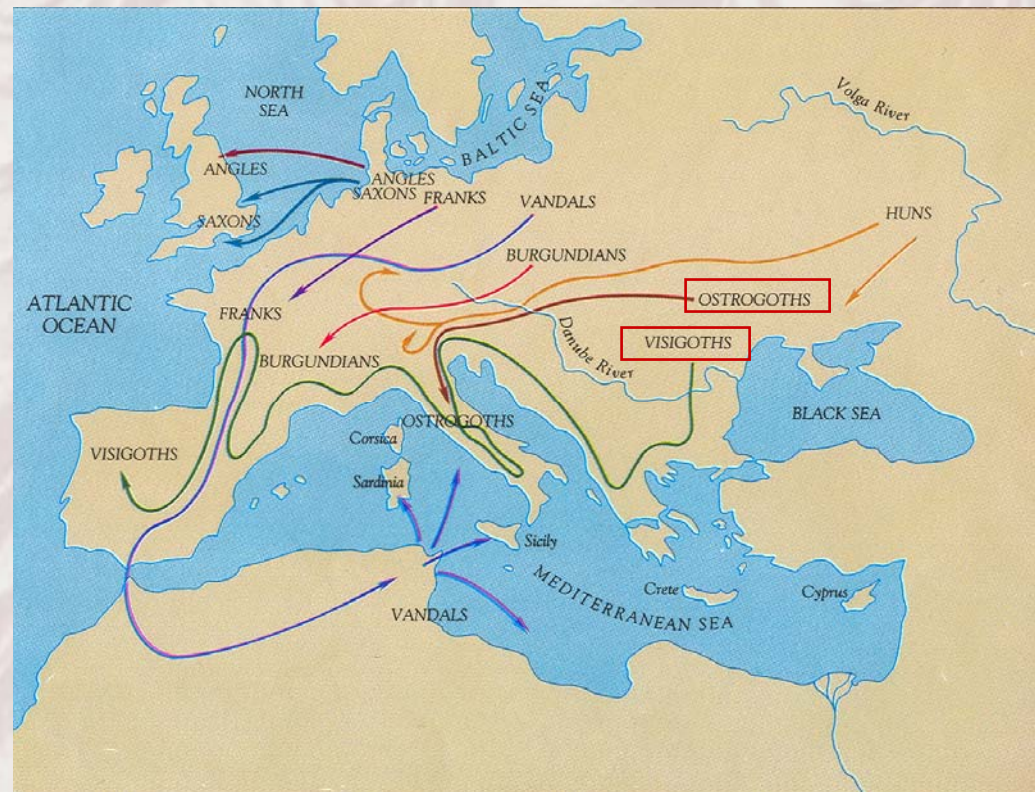 NORTH
SEA
BALTIC SEA
Volga River
ANGLES
ANGLES
SAXONS
FRANKS
VANDALS
SAXONS
HUNS
BURGUNDIANS
ATLANTIC
OCEAN
OSTROGOTHS
FRANKS
VISIGOTHS
Danube River
BURGUNDIANS
BLACK SEA
OSTROGOTHS
Corsica
VISIGOTHS
Sardinia
Sicily
MEDITERRANEAN SEA
Crete
Cyprus
VANDALS